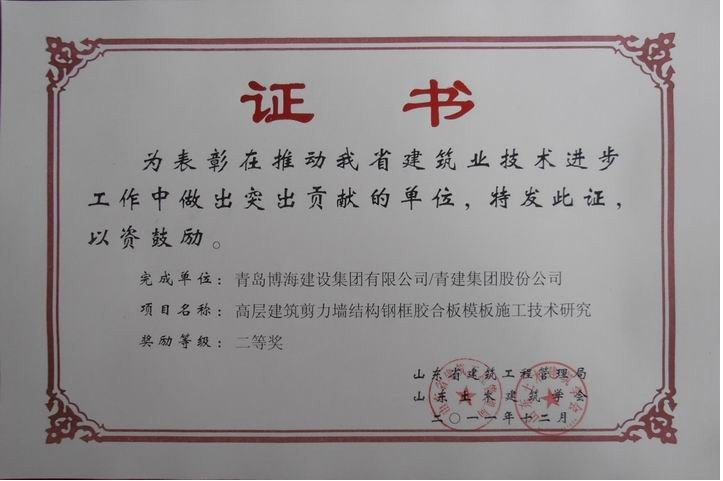 证 书
为表彰在推动我省建筑业技术进步
工作中做出突出贡献的单位，特发此证，
以资鼓励。
完成单位：青岛博海建设集团有限公司/青建集团股份公司
项目名称：高层建筑剪力墙结构钢框胶合板模板施工技术研究
奖励等级：二等奖
山东省建筑工程管理局
山东土木建筑学会
二〇一一年十二月